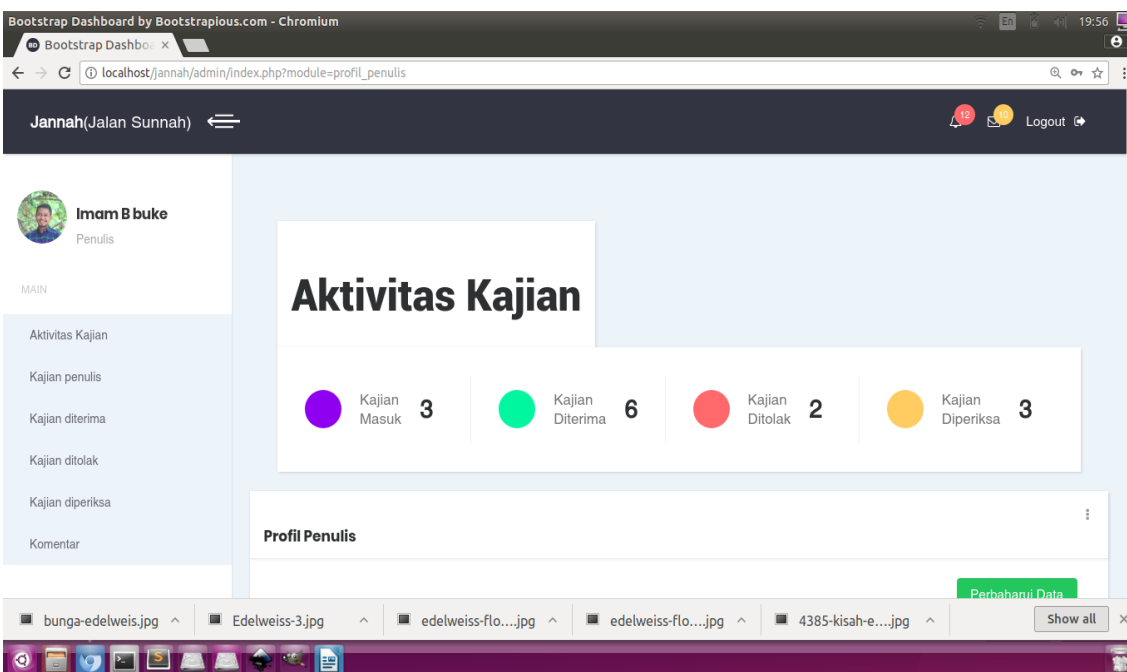 Bootstrap Dashboard by Bootstrapious.com - Chromium
En 19:56
BD Bootstrap Dashboa ×
localhost/jannah/admin/index.php?module=profil_penulis
Jannah(Jalan Sunnah)
12 10 Logout
Imam B buke
Penulis
MAIN
Aktivitas Kajian
Kajian penulis
Kajian diterima
Kajian ditolak
Kajian diperiksa
Komentar
Aktivitas Kajian
Kajian
Masuk 3
Kajian
Diterima 6
Kajian
Ditolak 2
Kajian
Diperiksa 3
Profil Penulis
Perbaharui Data
bunga-edelweis.jpg
Edelweiss-3.jpg
edelweiss-flo....jpg
edelweiss-flo....jpg
4385-kisah-e....jpg
Show all